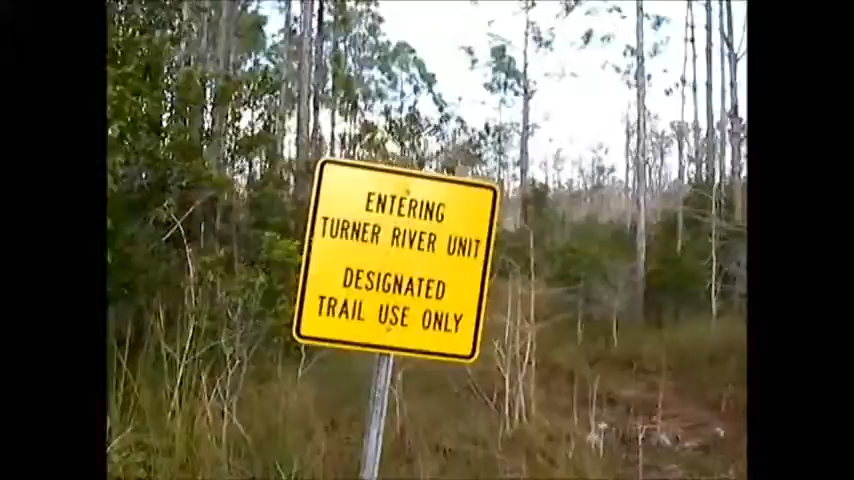 ENTERING
TURNER RIVER UNIT
DESIGNATED
TRAIL USE ONLY